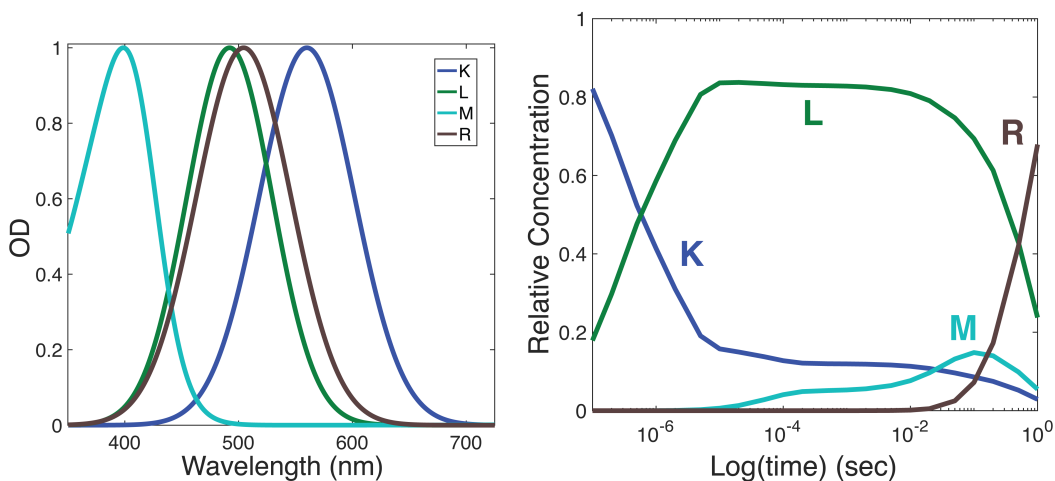 1
0.8
0.6
0.4
0.2
0
OD
400
500
600
700
Wavelength (nm)
K
L
M
R
1
0.8
0.6
0.4
0.2
0
Relative Concentration
K
L
M
R
10-6
10-4
10-2
100
Log(time) (sec)